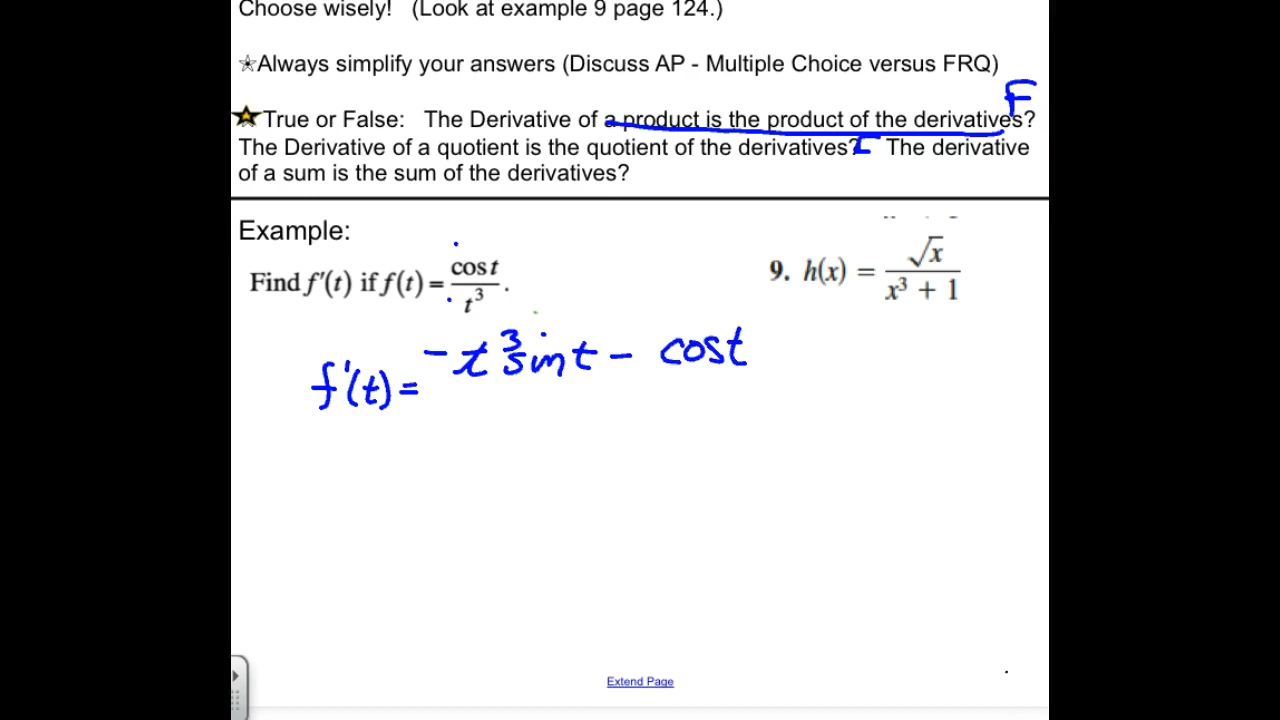 Choose wisely! (Look at example 9 page 124.)
☆Always simplify your answers (Discuss AP - Multiple Choice versus FRQ)
F
★True or False: The Derivative of a product is the product of the derivatives?
The Derivative of a quotient is the quotient of the derivatives? The derivative
of a sum is the sum of the derivatives?
Example:
Find f'(t) if f(t) = cos t / t³.
9. h(x) = √x / x³ + 1
f'(t) = -t³ sin t - cos t
Extend Page